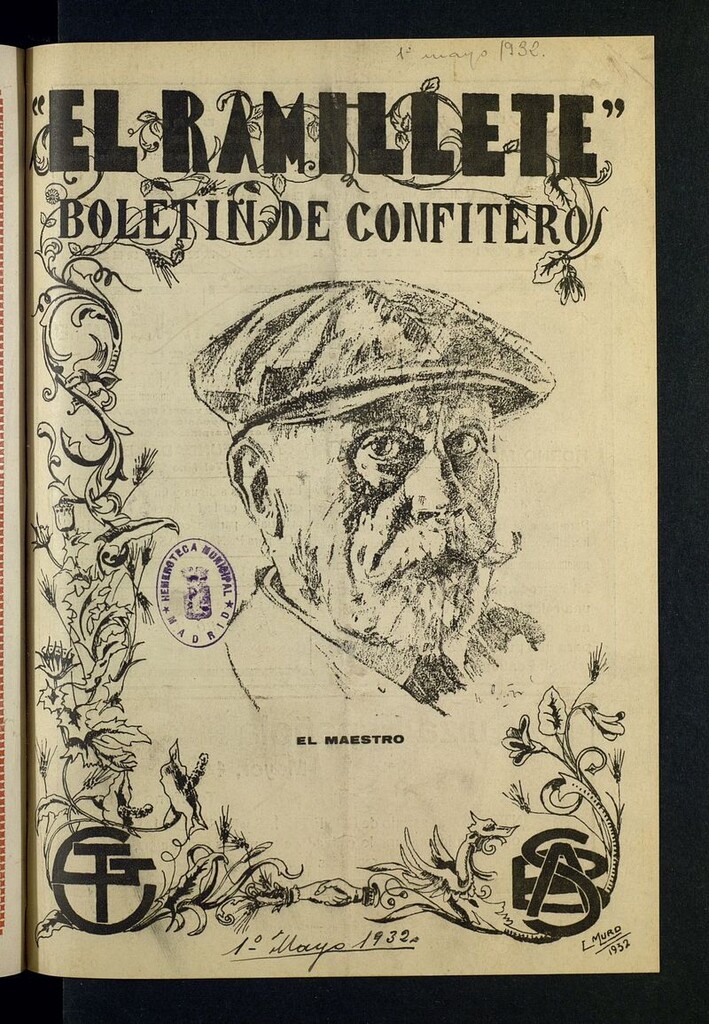 1º mayo 1932.
"EL RAMILLETE"
BOLETIN DE CONFITERO
HEMEROTECA MUNICIPAL
★ MADRID ★
EL MAESTRO
1º Mayo 1932.
L MURO
1932